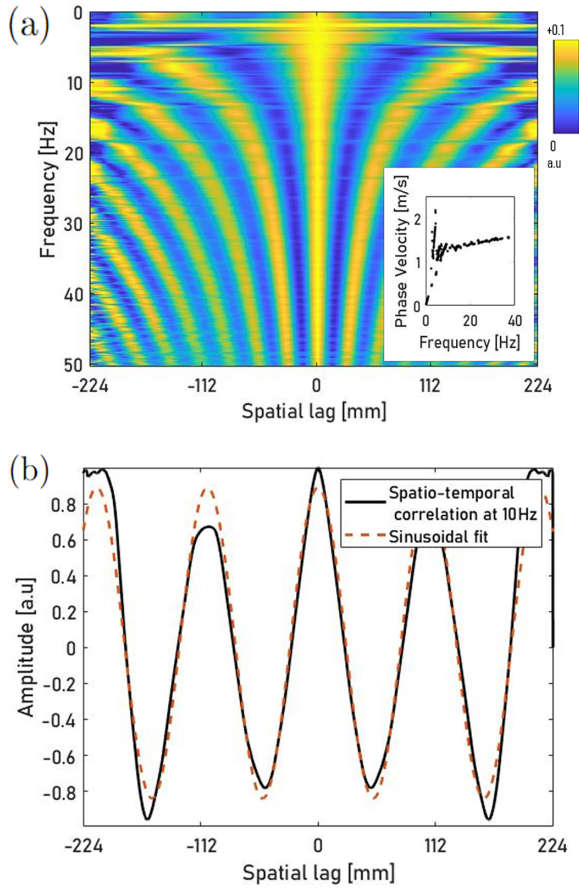 (a)
0
10
20
30
40
50
Frequency [Hz]
-224
-112
0
112
224
Spatial lag [mm]
+0.1
0
a.u
2
1
0
Phase Velocity [m/s]
0
20
40
Frequency [Hz]
(b)
0.8
0.6
0.4
0.2
0
-0.2
-0.4
-0.6
-0.8
Amplitude [a.u]
Spatio-temporal
correlation at 10Hz
Sinusoidal fit
-224
-112
0
112
224
Spatial lag [mm]